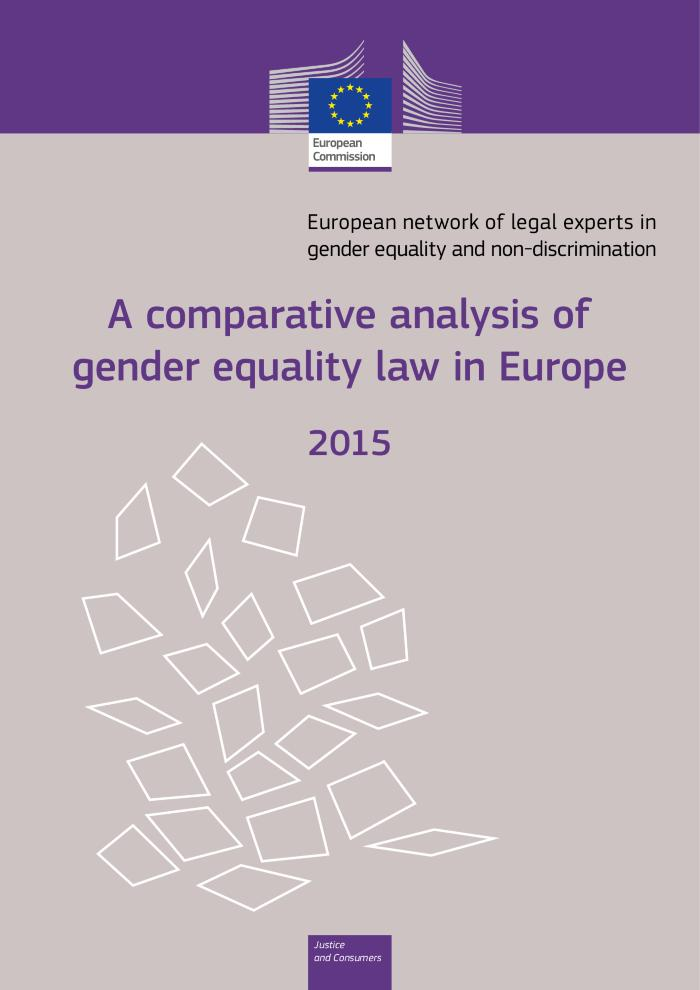 European
Commission
European network of legal experts in
gender equality and non-discrimination
A comparative analysis of
gender equality law in Europe
2015
Justice
and Consumers